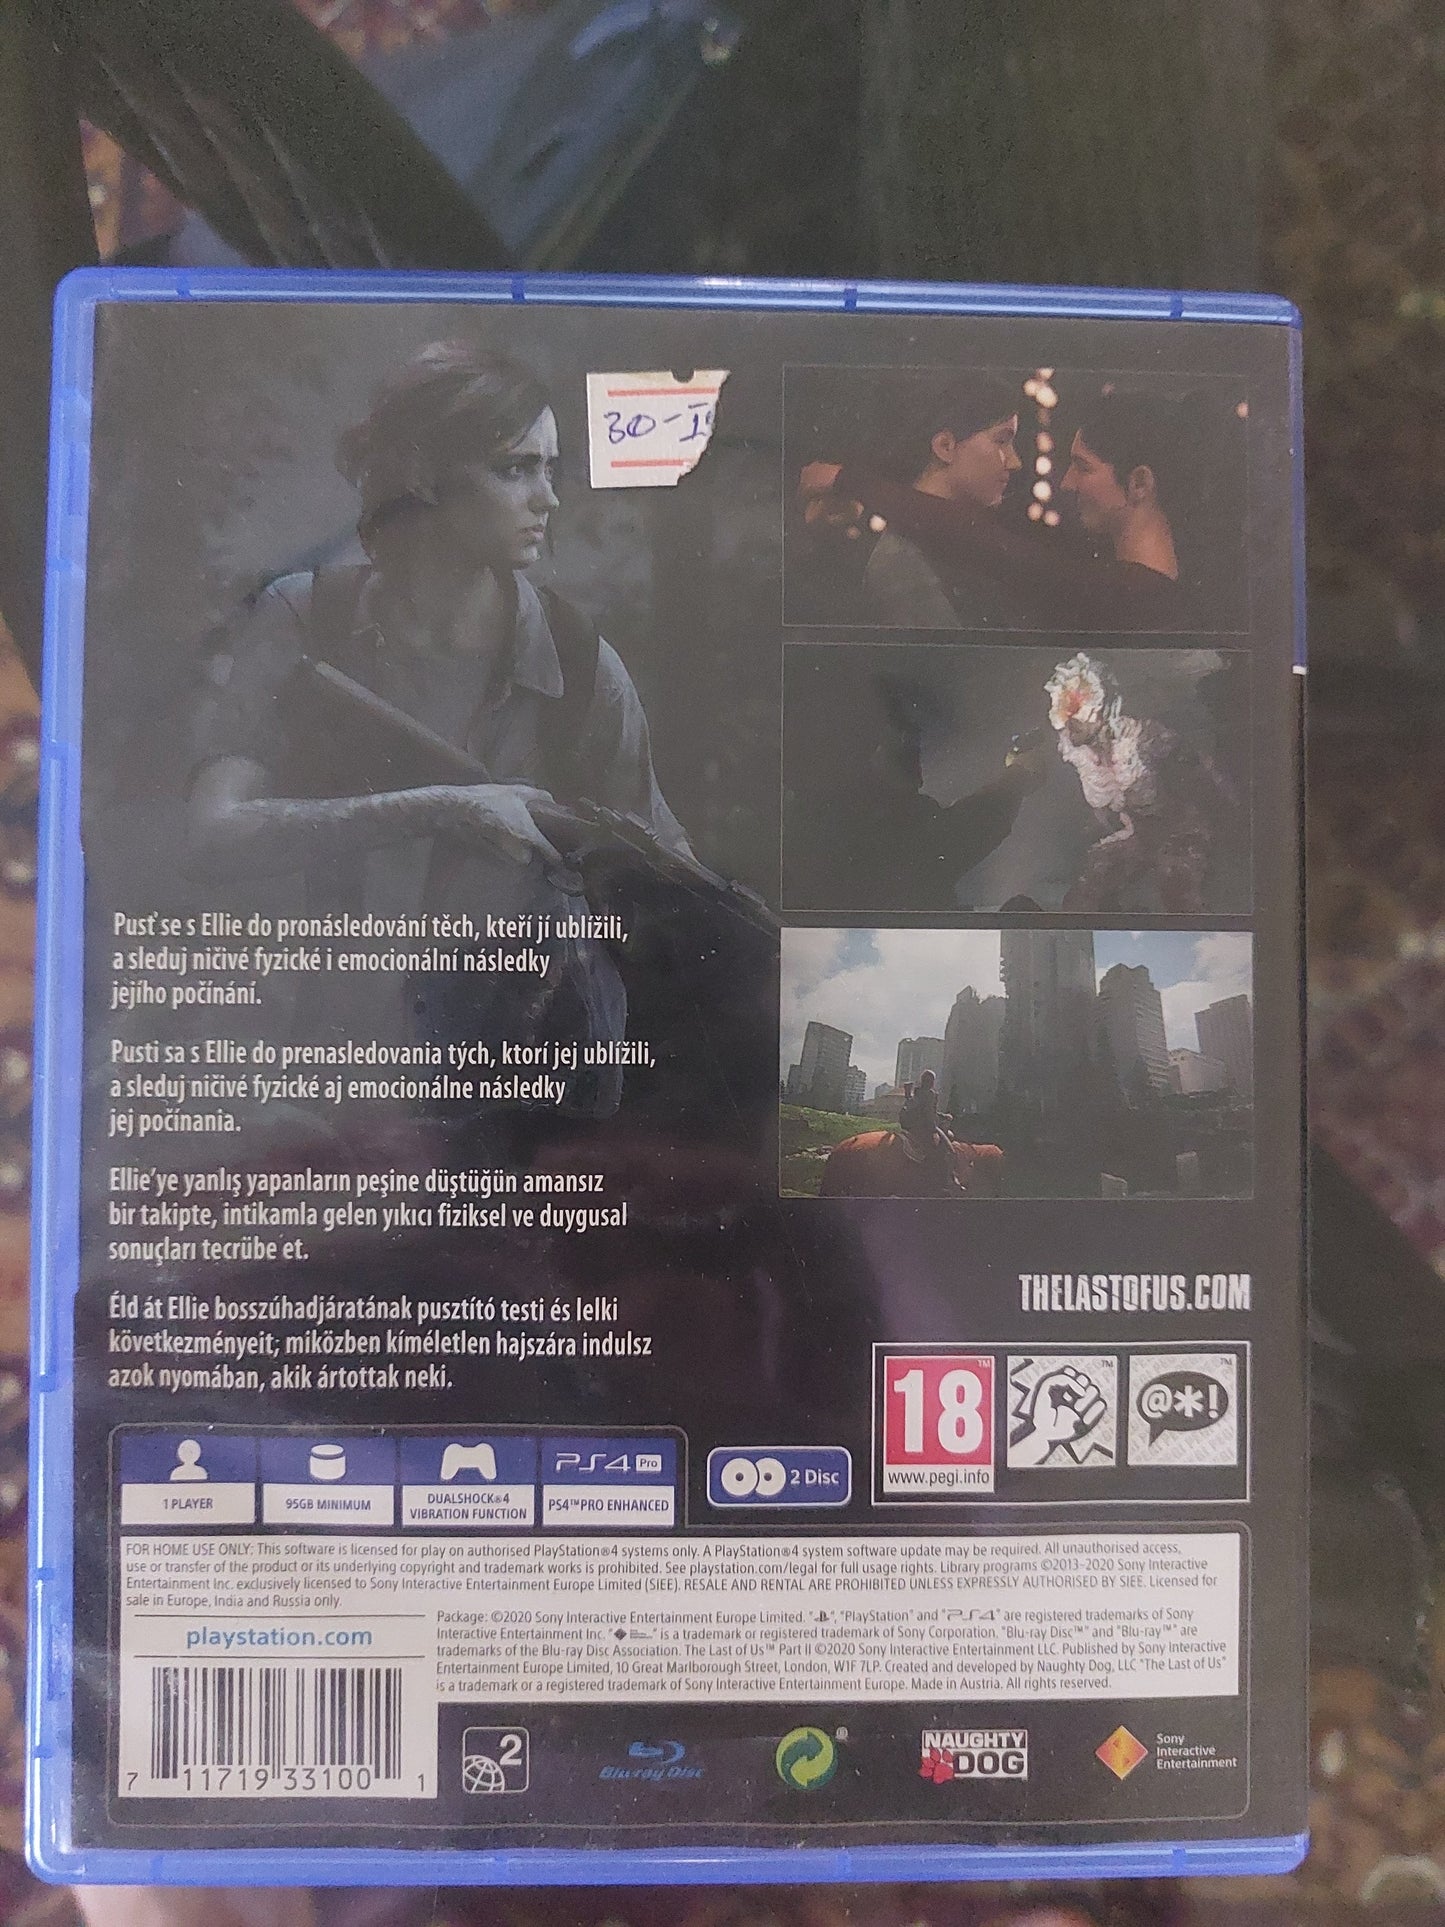 30-I
Pusť se s Ellie do pronásledování těch, kteří jí ublížili,
a sleduj ničivé fyzické i emocionální následky
jejího počínání.
Pusti sa s Ellie do prenasledovania tých, ktorí jej ublížili,
a sleduj ničivé fyzické aj emocionálne následky
jej počínania.
Ellie'ye yanlış yapanların peşine düştüğün amansız
bir takipte, intikamla gelen yıkıcı fiziksel ve duygusal
sonuçları tecrübe et.
Éld át Ellie bosszúhadjáratának pusztító testi és lelki
következményeit; miközben kíméletlen hajszára indulsz
azok nyomában, akik ártottak neki.
THELASTOFUS.COM
18
www.pegi.info
@*!
1 PLAYER
95GB MINIMUM
DUALSHOCK®4
VIBRATION FUNCTION
PS4 Pro
PS4™PRO ENHANCED
2 Disc
FOR HOME USE ONLY: This software is licensed for play on authorised PlayStation®4 systems only. A PlayStation®4 system software update may be required. All unauthorised access,
use or transfer of the product or its underlying copyright and trademark works is prohibited. See playstation.com/legal for full usage rights. Library programs ©2013-2020 Sony Interactive
Entertainment Inc. exclusively licensed to Sony Interactive Entertainment Europe Limited (SIEE). RESALE AND RENTAL ARE PROHIBITED UNLESS EXPRESSLY AUTHORISED BY SIEE. Licensed for
sale in Europe, India and Russia only.
playstation.com
Package: ©2020 Sony Interactive Entertainment Europe Limited. "", "PlayStation" and "PS4" are registered trademarks of Sony
Interactive Entertainment Inc. "" is a trademark or registered trademark of Sony Corporation. "Blu-ray Disc™" and "Blu-ray™" are
trademarks of the Blu-ray Disc Association. The Last of Us™ Part II ©2020 Sony Interactive Entertainment LLC. Published by Sony Interactive
Entertainment Europe Limited, 10 Great Marlborough Street, London, W1F 7LP. Created and developed by Naughty Dog, LLC "The Last of Us"
is a trademark or a registered trademark of Sony Interactive Entertainment Europe. Made in Austria. All rights reserved.
7 11719 33100 1
2
Blu-ray Disc
NAUGHTY
DOG
Sony
Interactive
Entertainment